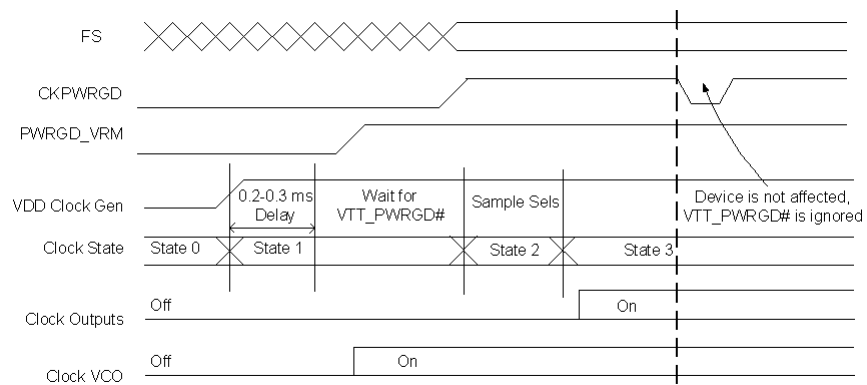 FS
CKPWRGD
PWRGD_VRM
VDD Clock Gen
0.2-0.3 ms
Delay
Wait for
VTT_PWRGD#
Sample Sels
Device is not affected,
VTT_PWRGD# is ignored
Clock State
State 0
State 1
State 2
State 3
Clock Outputs
Off
On
Clock VCO
Off
On